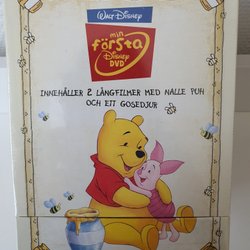 WALT DISNEY
min
första
DISNEY
DVD
INNEHÅLLER 2 LÅNGFILMER MED NALLE PUH
OCH ETT GOSEDJUR